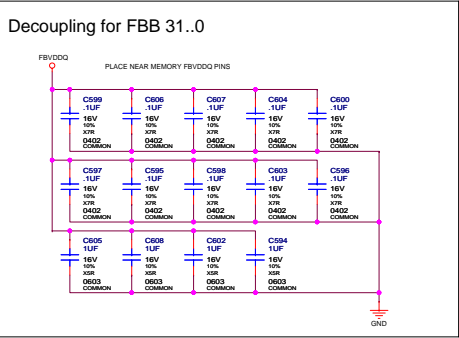 Decoupling for FBB 31..0
FBVDDQ
PLACE NEAR MEMORY FBVDDQ PINS
C599 C606 C607 C604 C600
.1UF .1UF .1UF .1UF .1UF
16V 16V 16V 16V 16V
10% 10% 10% 10% 10%
X7R X7R X7R X7R X7R
0402 0402 0402 0402 0402
COMMON COMMON COMMON COMMON COMMON
C597 C595 C598 C603 C596
.1UF .1UF .1UF .1UF .1UF
16V 16V 16V 16V 16V
10% 10% 10% 10% 10%
X7R X7R X7R X7R X7R
0402 0402 0402 0402 0402
COMMON COMMON COMMON COMMON COMMON
C605 C608 C602 C594
1UF 1UF 1UF 1UF
16V 16V 16V 16V
10% 10% 10% 10%
X5R X5R X5R X5R
0603 0603 0603 0603
COMMON COMMON COMMON COMMON
GND